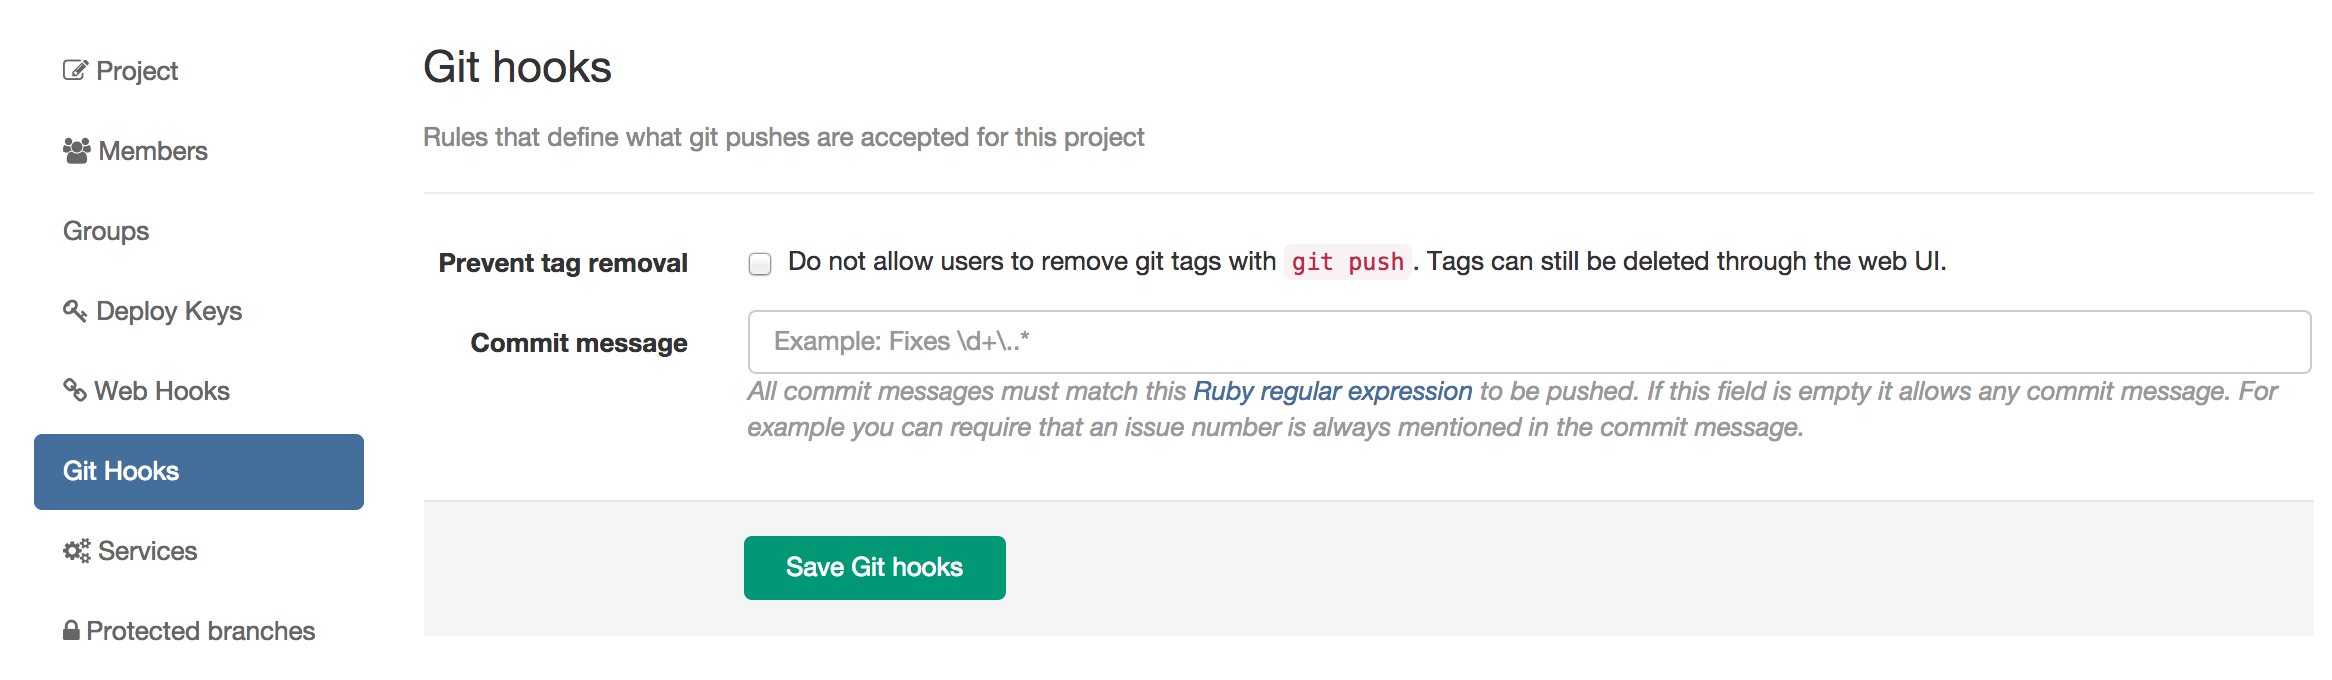 Project
Members
Groups
Deploy Keys
Web Hooks
Git Hooks
Services
Protected branches
Git hooks
Rules that define what git pushes are accepted for this project
Prevent tag removal
Do not allow users to remove git tags with git push. Tags can still be deleted through the web UI.
Commit message
Example: Fixes \d+\..*
All commit messages must match this Ruby regular expression to be pushed. If this field is empty it allows any commit message. For
example you can require that an issue number is always mentioned in the commit message.
Save Git hooks